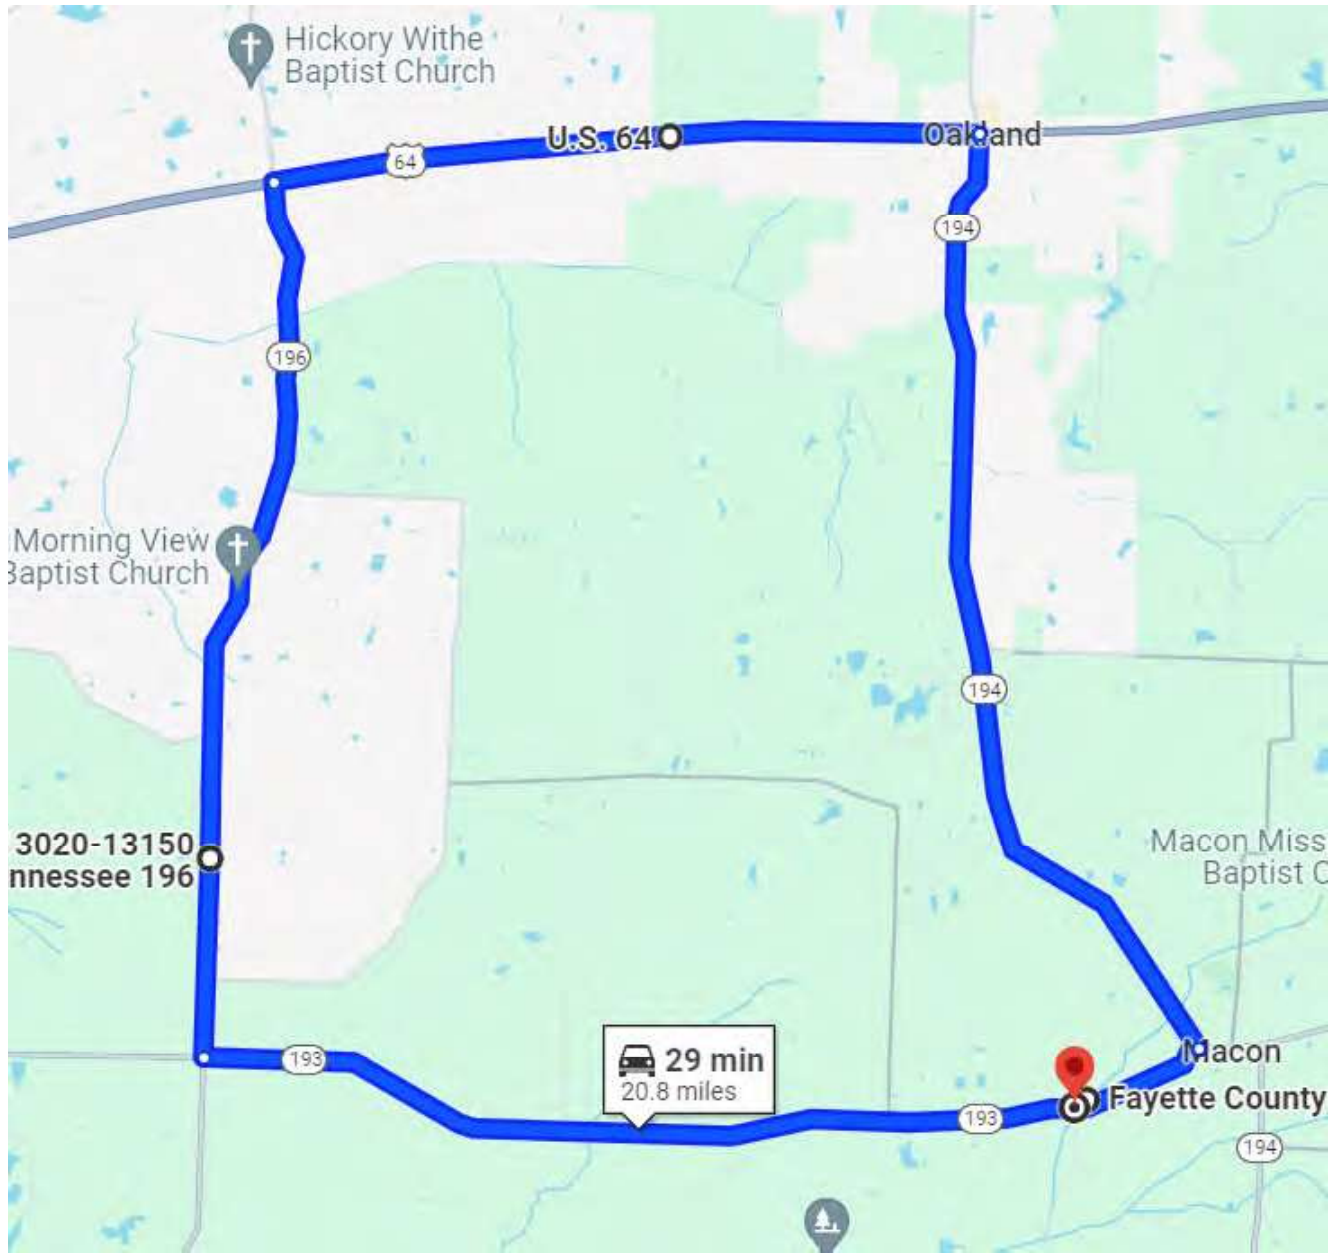 Hickory Withe
Baptist Church
U.S. 64
64
Oakland
194
196
Morning View
Baptist Church
194
3020-13150
nnessee 196
Macon Miss
Baptist C
193
29 min
20.8 miles
Macon
Fayette County
193
194